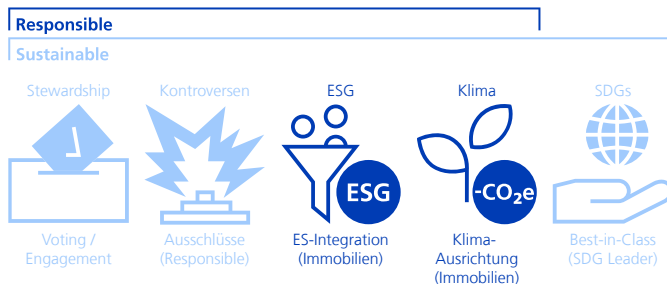 Responsible
Sustainable
Stewardship
Kontroversen
ESG
Klima
SDGs
ESG
-CO₂e
Voting /
Engagement
Ausschlüsse
(Responsible)
ES-Integration
(Immobilien)
Klima-
Ausrichtung
(Immobilien)
Best-in-Class
(SDG Leader)